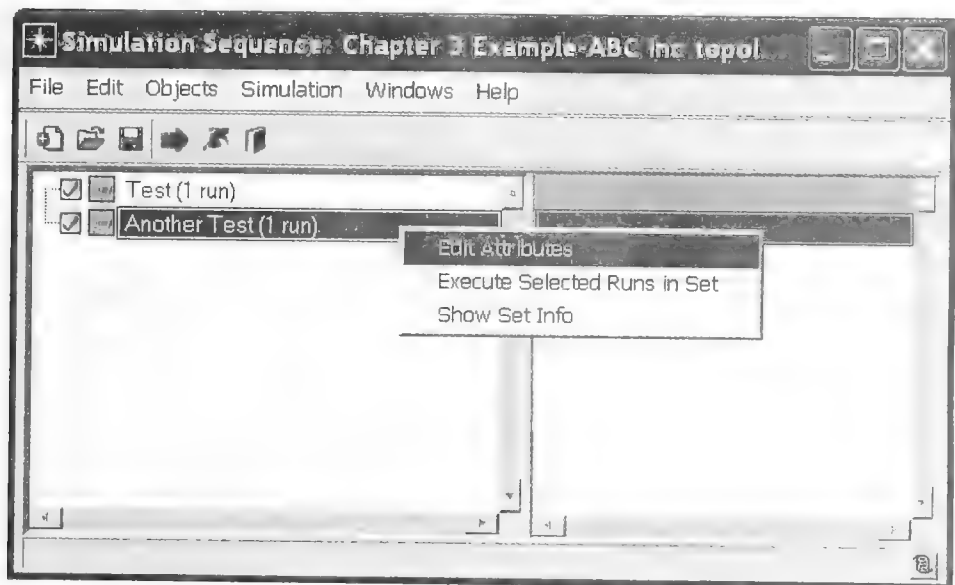 Simulation Sequence: Chapter 3 Example-ABC Inc topol
File Edit Objects Simulation Windows Help
Test (1 run)
Another Test (1 run)
Edit Attributes
Execute Selected Runs in Set
Show Set Info